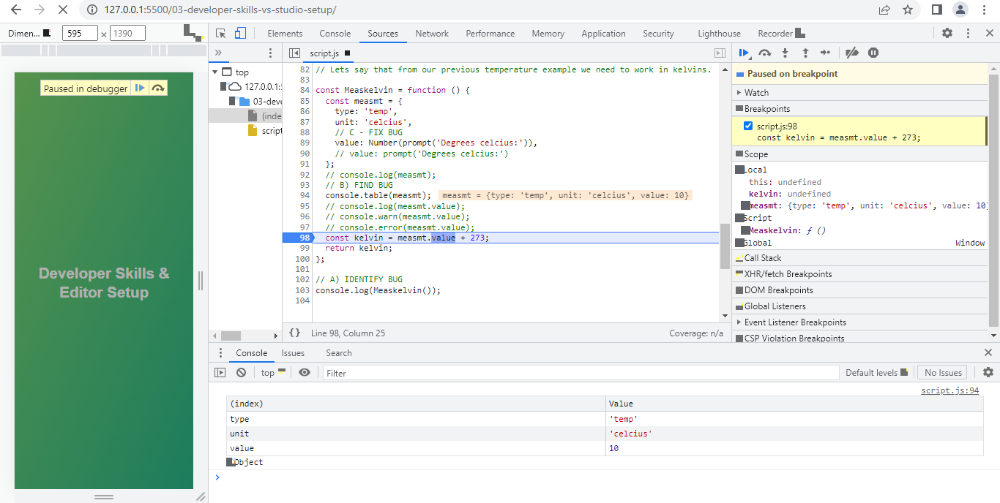 127.0.0.1:5500/03-developer-skills-vs-studio-setup/
Dimen... 595 × 1390
Elements Console Sources Network Performance Memory Application Security Lighthouse Recorder
script.js
top
127.0.0.1:
03-deve
(inde
script
Paused in debugger
Developer Skills &
Editor Setup
82 // Lets say that from our previous temperature example we need to work in kelvins.
83
84 const Measkelvin = function () {
85 const measmt = {
86 type: 'temp',
87 unit: 'celcius',
88 // C - FIX BUG
89 value: Number(prompt('Degrees celcius:')),
90 // value: prompt('Degrees celcius:')
91 };
92 // console.log(measmt);
93 // B) FIND BUG
94 console.table(measmt); measmt = {type: 'temp', unit: 'celcius', value: 10}
95 // console.log(measmt.value);
96 // console.warn(measmt.value);
97 // console.error(measmt.value);
98 const kelvin = measmt.value + 273;
99 return kelvin;
100 };
101
102 // A) IDENTIFY BUG
103 console.log(Measkelvin());
104
{} Line 98, Column 25 Coverage: n/a
Paused on breakpoint
Watch
Breakpoints
script.js:98
const kelvin = measmt.value + 273;
Scope
Local
this: undefined
kelvin: undefined
measmt: {type: 'temp', unit: 'celcius', value: 10
Script
Measkelvin: ƒ ()
Global Window
Call Stack
XHR/fetch Breakpoints
DOM Breakpoints
Global Listeners
Event Listener Breakpoints
CSP Violation Breakpoints
Console Issues Search
top Filter Default levels No Issues
script.js:94
(index) Value
type 'temp'
unit 'celcius'
value 10
Object